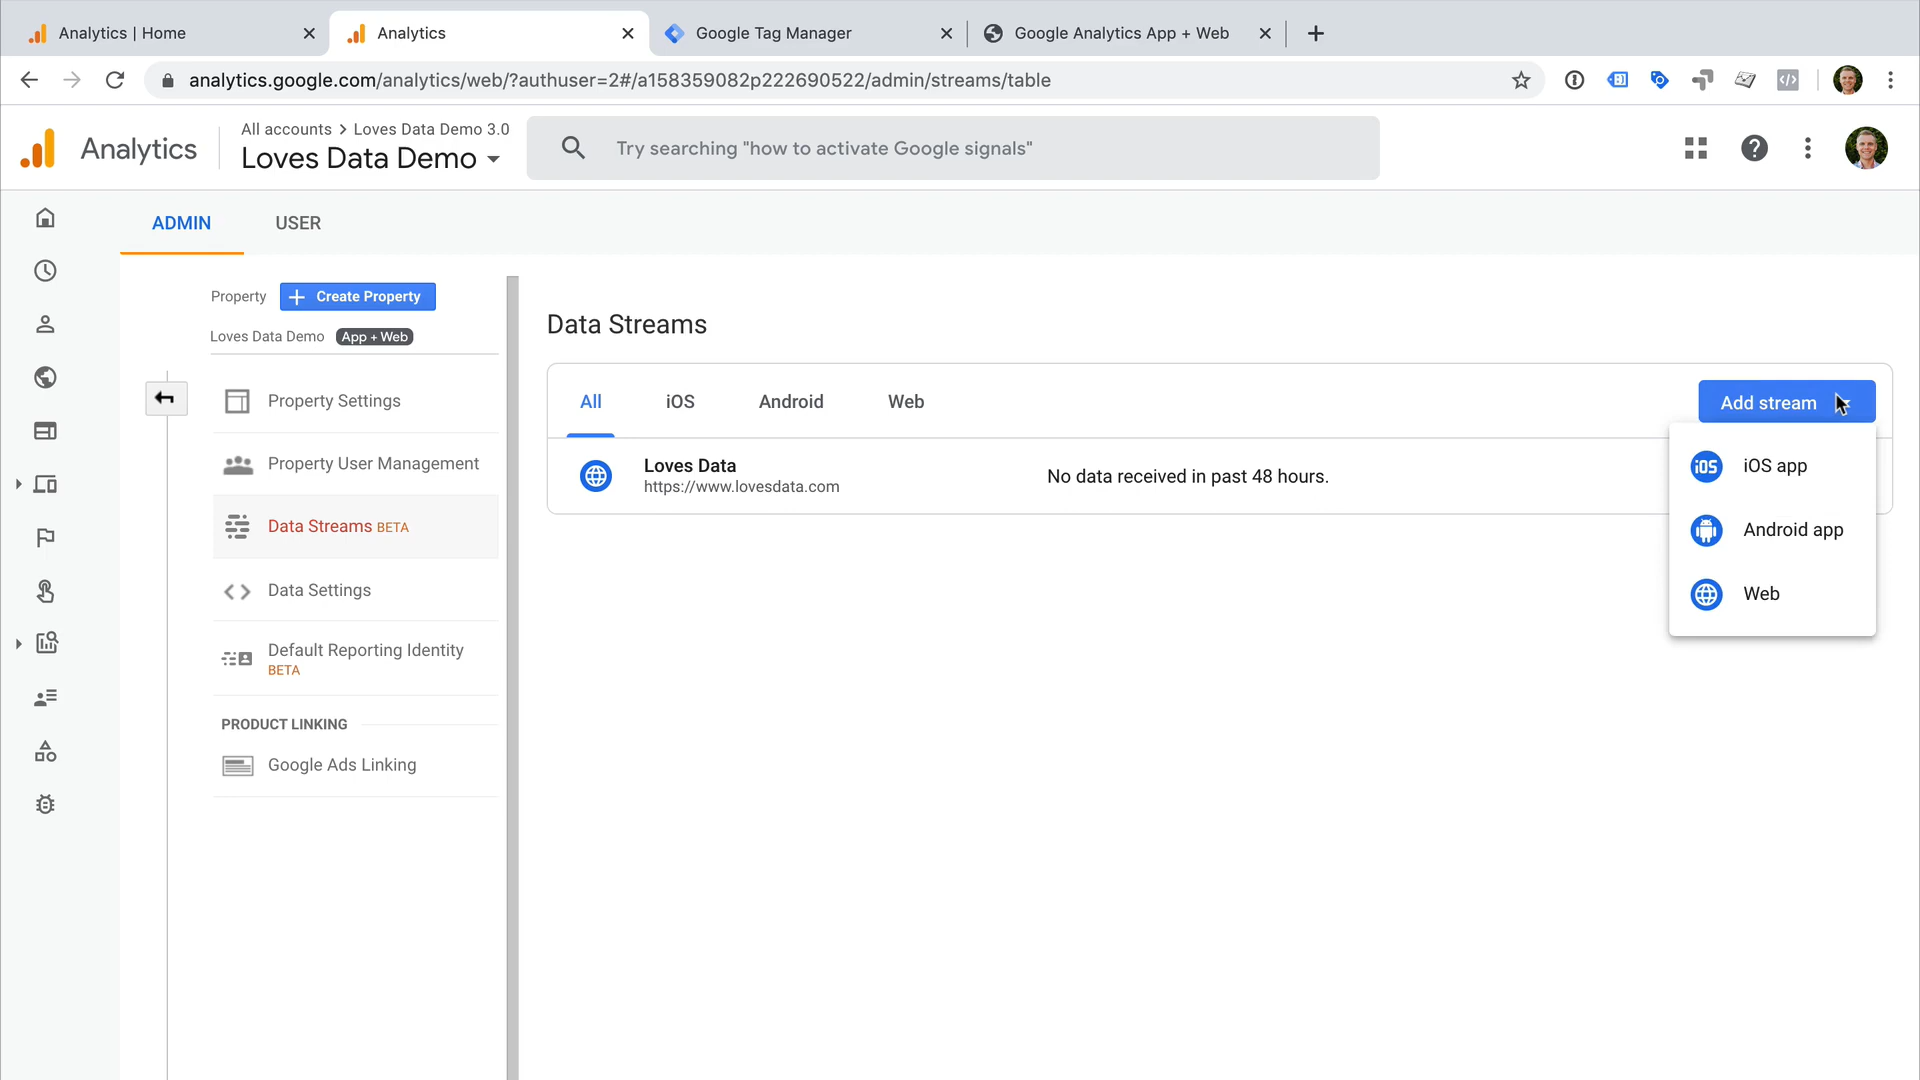 Analytics | Home
Analytics
Google Tag Manager
Google Analytics App + Web
analytics.google.com/analytics/web/?authuser=2#/a158359082p222690522/admin/streams/table
Analytics
All accounts > Loves Data Demo 3.0
Loves Data Demo
Try searching "how to activate Google signals"
ADMIN
USER
Property
Create Property
Loves Data Demo
App + Web
Property Settings
Property User Management
Data Streams BETA
Data Settings
Default Reporting Identity
BETA
PRODUCT LINKING
Google Ads Linking
Data Streams
All
iOS
Android
Web
Add stream
Loves Data
https://www.lovesdata.com
No data received in past 48 hours.
iOS
iOS app
Android app
Web